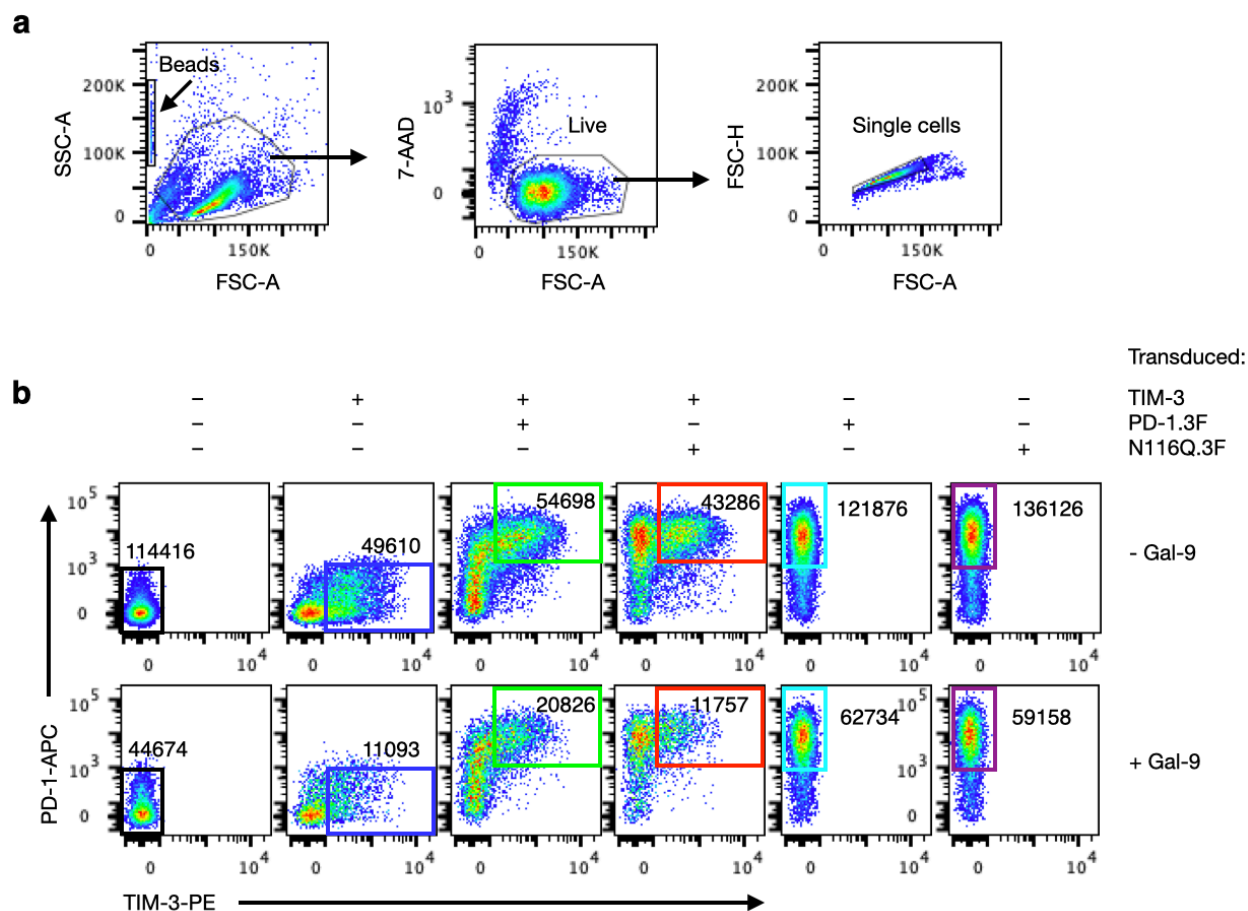 a
Beads
Live
Single cells
SSC-A
200K
100K
0
0 150K
FSC-A
7-AAD
10³
0
0 150K
FSC-A
FSC-H
200K
100K
0
0 150K
FSC-A
Transduced:
b
– + + + – – TIM-3
– – + – + – PD-1.3F
– – – + – + N116Q.3F
10⁵
10³
0
114416 49610 54698 43286 121876 136126
- Gal-9
0 10⁴ 0 10⁴ 0 10⁴ 0 10⁴ 0 10⁴ 0 10⁴
10⁵
10³
0
44674 11093 20826 11757 62734 59158
10⁵
10³
0
+ Gal-9
0 10⁴ 0 10⁴ 0 10⁴ 0 10⁴ 0 10⁴ 0 10⁴
PD-1-APC
TIM-3-PE